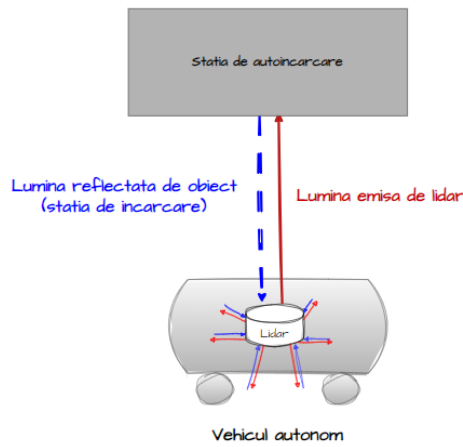 Statia de autoincarcare
Lumina reflectata de obiect
(statia de incarcare)
Lumina emisa de lidar
Lidar
Vehicul autonom